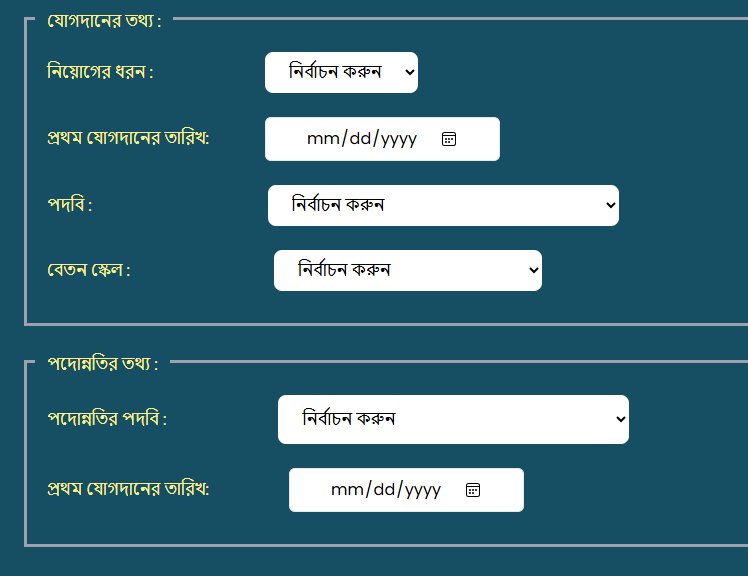 যোগদানের তথ্য :
নিয়োগের ধরন : নির্বাচন করুন
প্রথম যোগদানের তারিখ: mm/dd/yyyy
পদবি : নির্বাচন করুন
বেতন স্কেল : নির্বাচন করুন
পদোন্নতির তথ্য :
পদোন্নতির পদবি : নির্বাচন করুন
প্রথম যোগদানের তারিখ: mm/dd/yyyy